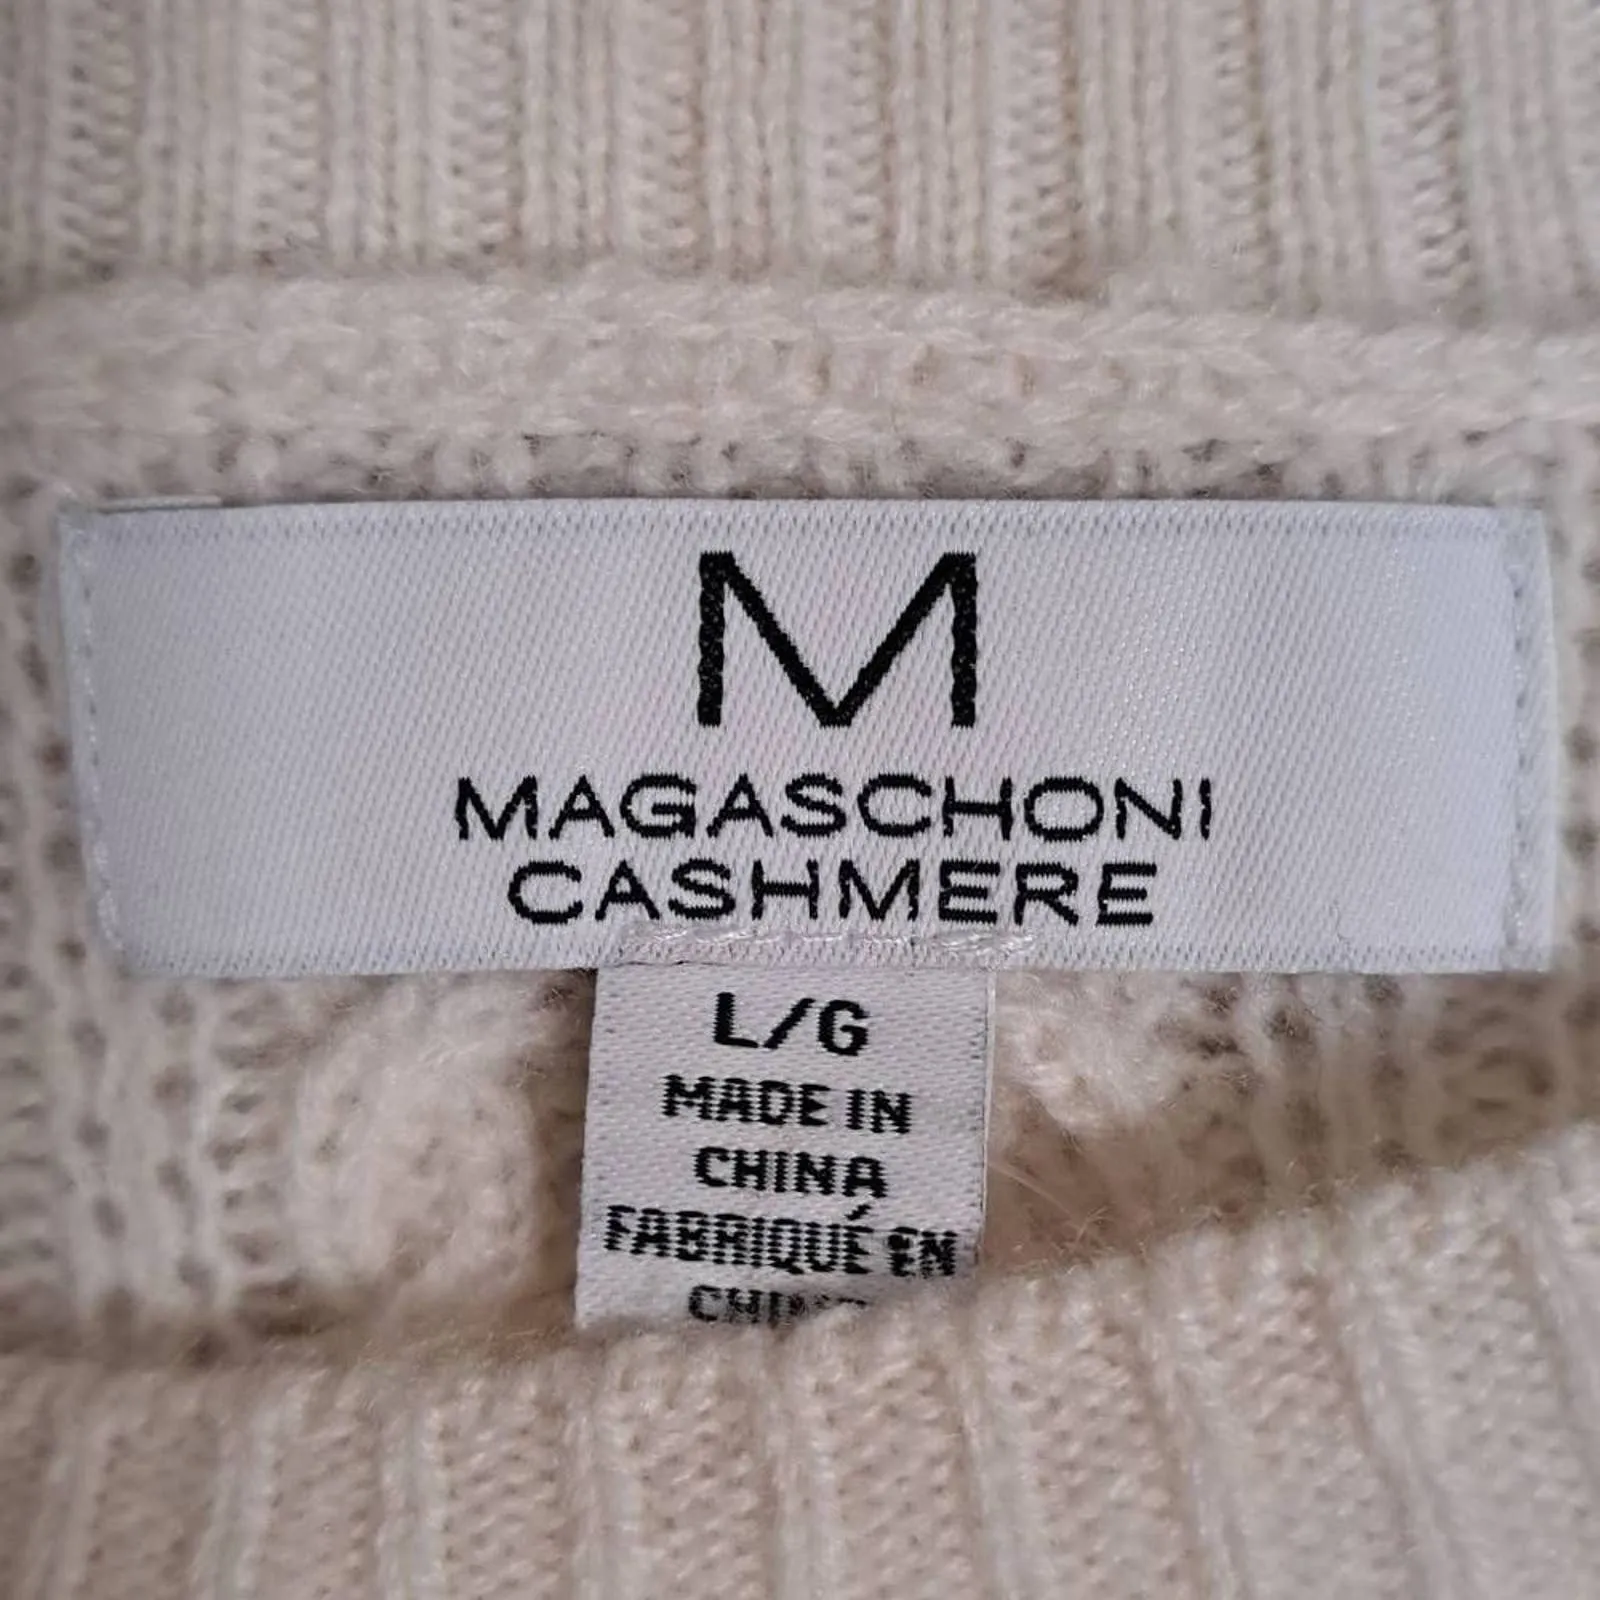 M
MAGASCHONI
CASHMERE
L/G
MADE IN
CHINA
FABRIQUÉ EN